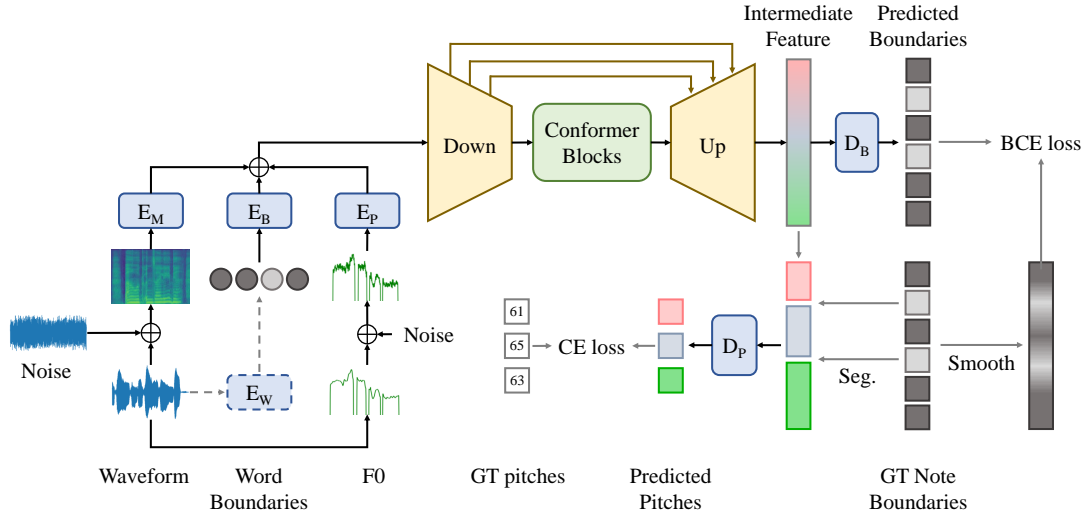 Intermediate
Feature
Predicted
Boundaries
Down
Conformer
Blocks
Up
D_B
BCE loss
E_M
E_B
E_P
Noise
Noise
E_W
61
65
63
CE loss
D_P
Seg.
Smooth
Waveform
Word
Boundaries
F0
GT pitches
Predicted
Pitches
GT Note
Boundaries